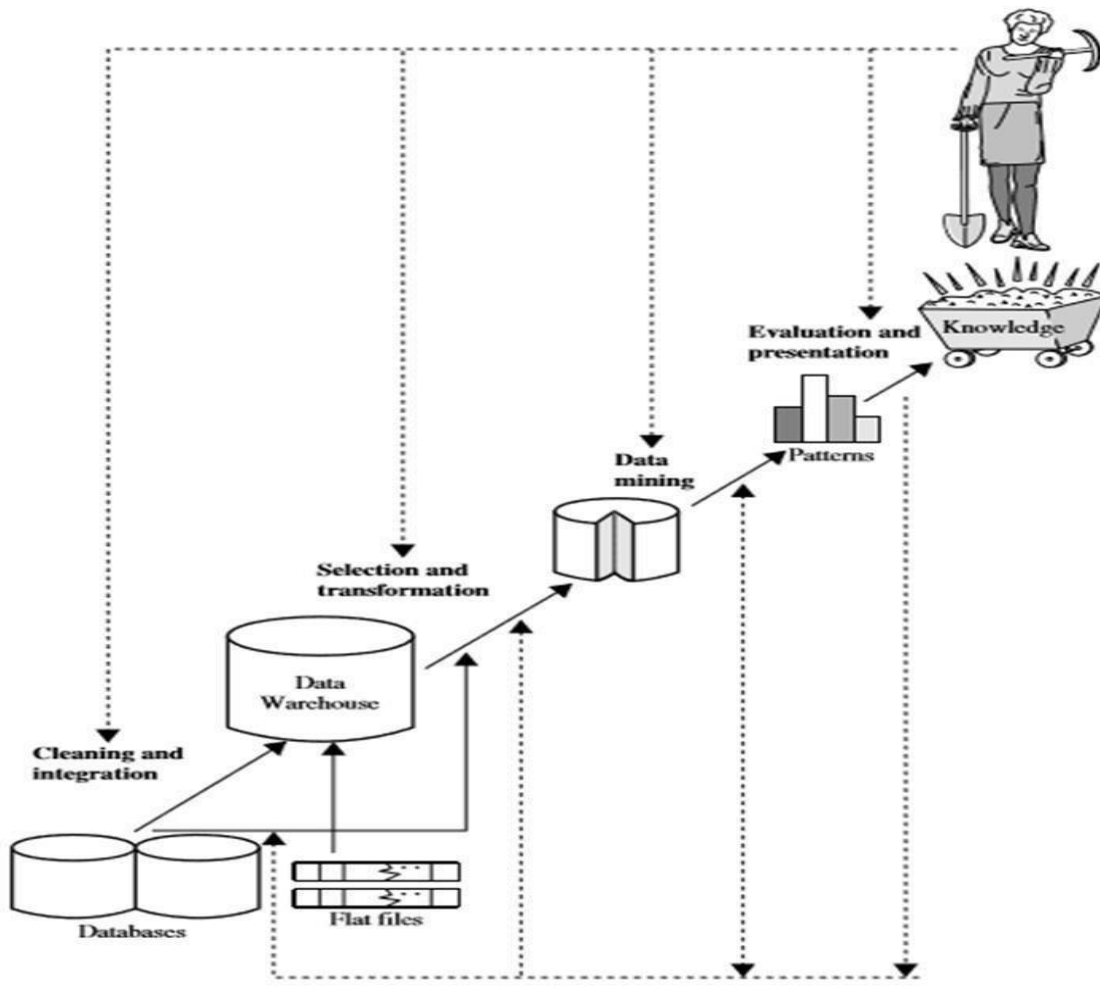 Evaluation and
presentation
Knowledge
Patterns
Data
mining
Selection and
transformation
Data
Warehouse
Cleaning and
integration
Databases
Flat files